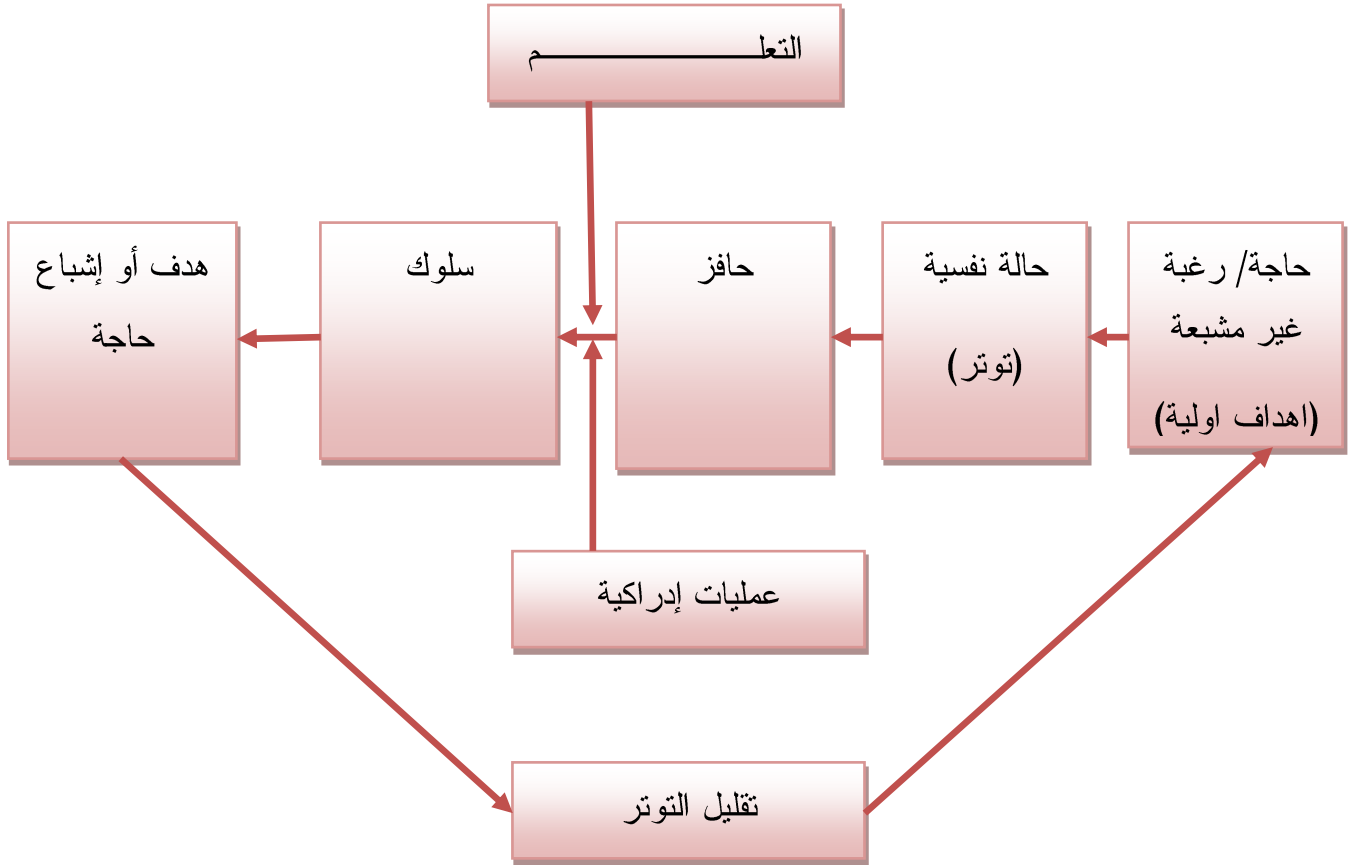 التعلـــــــــــــــــــــــــــم
حاجة/ رغبة
غير مشبعة
(اهداف اولية)
حالة نفسية
(توتر)
حافز
سلوك
هدف أو إشباع
حاجة
عمليات إدراكية
تقليل التوتر